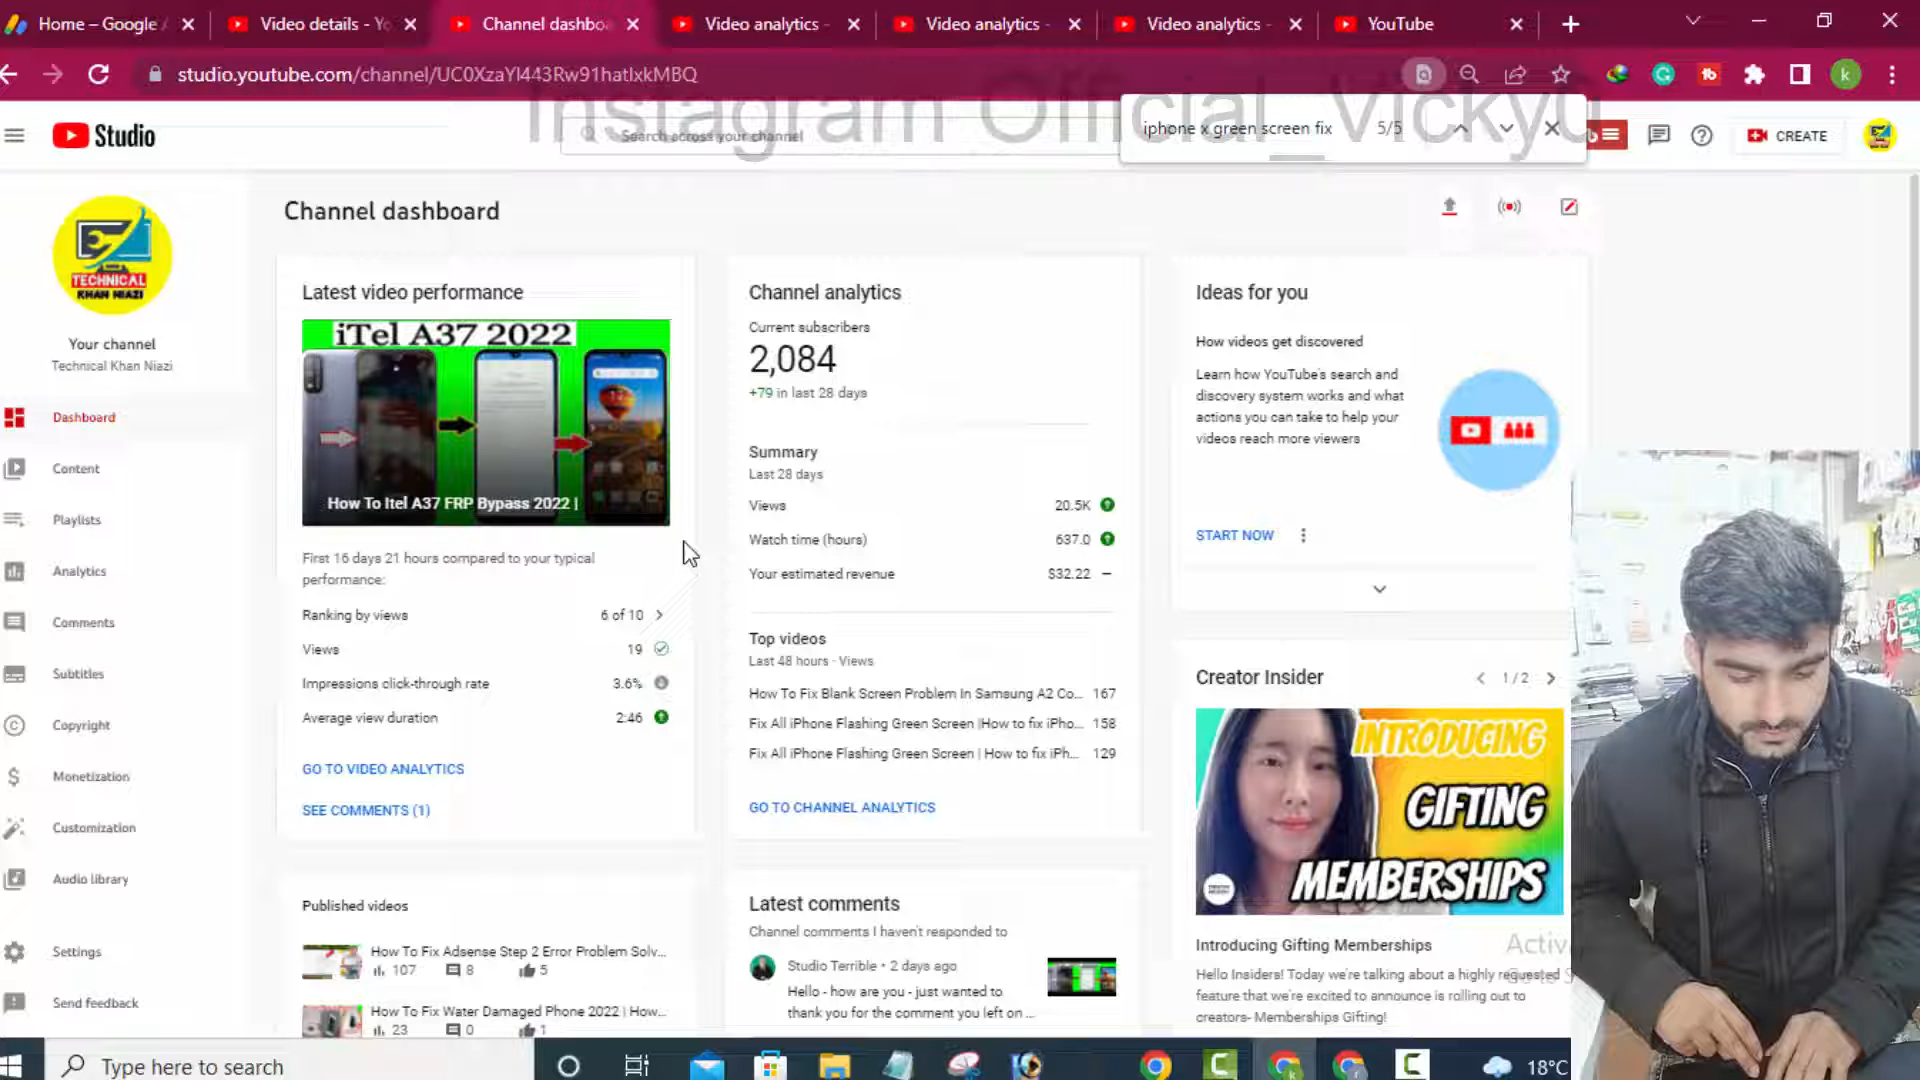 Home – Google
Video details - Yo
Channel dashbo
Video analytics -
Video analytics -
Video analytics -
YouTube
studio.youtube.com/channel/UC0XzaYl443Rw91hatlxkMBQ
k
Instagram Official_Vicky0
Studio
Search across your channel
iphone x green screen fix 5/5
CREATE
Channel dashboard
TECHNICAL
KHAN NIAZI
Your channel
Technical Khan Niazi
Dashboard
Content
Playlists
Analytics
Comments
Subtitles
Copyright
Monetization
Customization
Audio library
Settings
Send feedback
Latest video performance
iTel A37 2022
How To Itel A37 FRP Bypass 2022 |
First 16 days 21 hours compared to your typical
performance:
Ranking by views 6 of 10
Views 19
Impressions click-through rate 3.6%
Average view duration 2:46
GO TO VIDEO ANALYTICS
SEE COMMENTS (1)
Published videos
How To Fix Adsense Step 2 Error Problem Solv...
107 8 5
How To Fix Water Damaged Phone 2022 | How...
23 0 1
Channel analytics
Current subscribers
2,084
+79 in last 28 days
Summary
Last 28 days
Views 20.5K
Watch time (hours) 637.0
Your estimated revenue $32.22 –
Top videos
Last 48 hours · Views
How To Fix Blank Screen Problem In Samsung A2 Co... 167
Fix All iPhone Flashing Green Screen |How to fix iPho... 158
Fix All iPhone Flashing Green Screen | How to fix iPh... 129
GO TO CHANNEL ANALYTICS
Latest comments
Channel comments I haven't responded to
Studio Terrible • 2 days ago
Hello - how are you - just wanted to
thank you for the comment you left on ...
Ideas for you
How videos get discovered
Learn how YouTube's search and
discovery system works and what
actions you can take to help your
videos reach more viewers
START NOW
Creator Insider
1 / 2
INTRODUCING
GIFTING
MEMBERSHIPS
Introducing Gifting Memberships
Hello Insiders! Today we're talking about a highly requested
feature that we're excited to announce is rolling out to
creators- Memberships Gifting!
Activ
Go to S
Type here to search
18°C